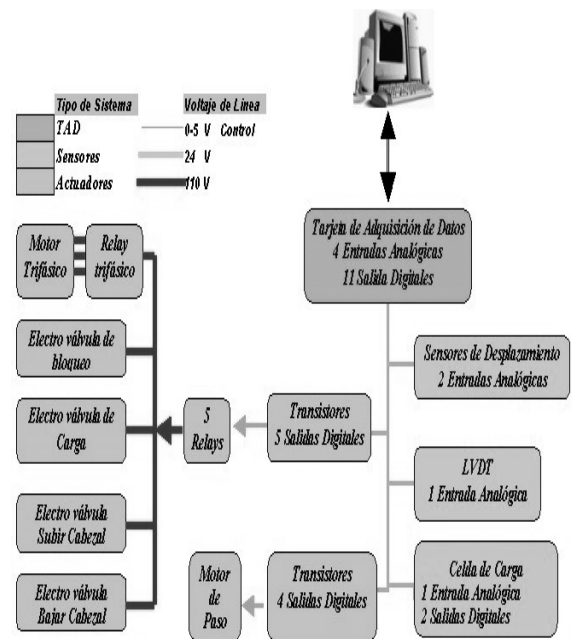 Tipo de Sistema Voltaje de Linea
TAD 0-5 V Control
Sensores 24 V
Actuadores 110 V
Tarjeta de Adquisición de Datos
4 Entradas Analógicas
11 Salida Digitales
Motor
Trifásico
Relay
trifásico
Electro válvula de
bloqueo
Sensores de Desplazamiento
2 Entradas Analógicas
Electro válvula de
Carga
5
Relays
Transistores
5 Salidas Digitales
LVDT
1 Entrada Analógica
Electro válvula
Subir Cabezal
Electro válvula
Bajar Cabezal
Motor
de
Paso
Transistores
4 Salidas Digitales
Celda de Carga
1 Entrada Analógica
2 Salidas Digitales